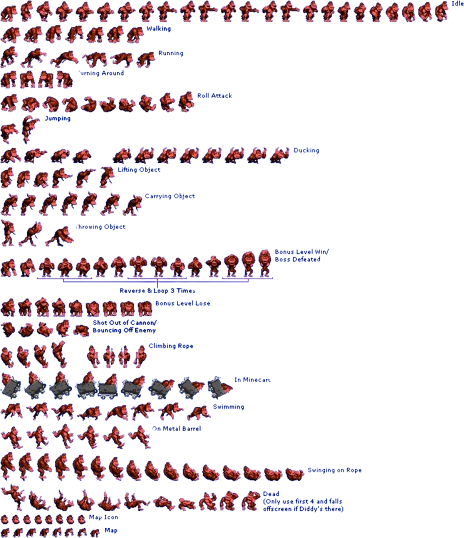 Idle
Walking
Running
Turning Around
Roll Attack
Jumping
Ducking
Lifting Object
Carrying Object
Throwing Object
Bonus Level Win/
Boss Defeated
Reverse & Loop 3 Times
Bonus Level Lose
Shot Out of Cannon/
Bouncing Off Enemy
Climbing Rope
In Minecart
Swimming
On Metal Barrel
Swinging on Rope
Dead
(Only use first 4 and falls
offscreen if Diddy's there)
Map Icon
Map